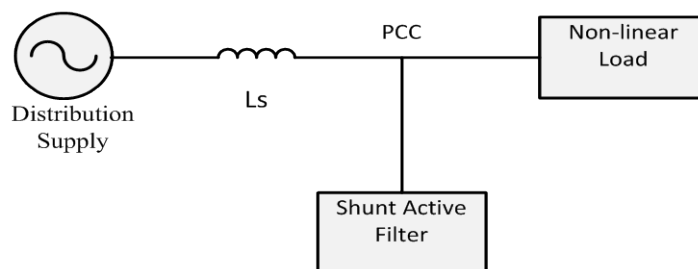 PCC
Non-linear
Load
Ls
Distribution
Supply
Shunt Active
Filter